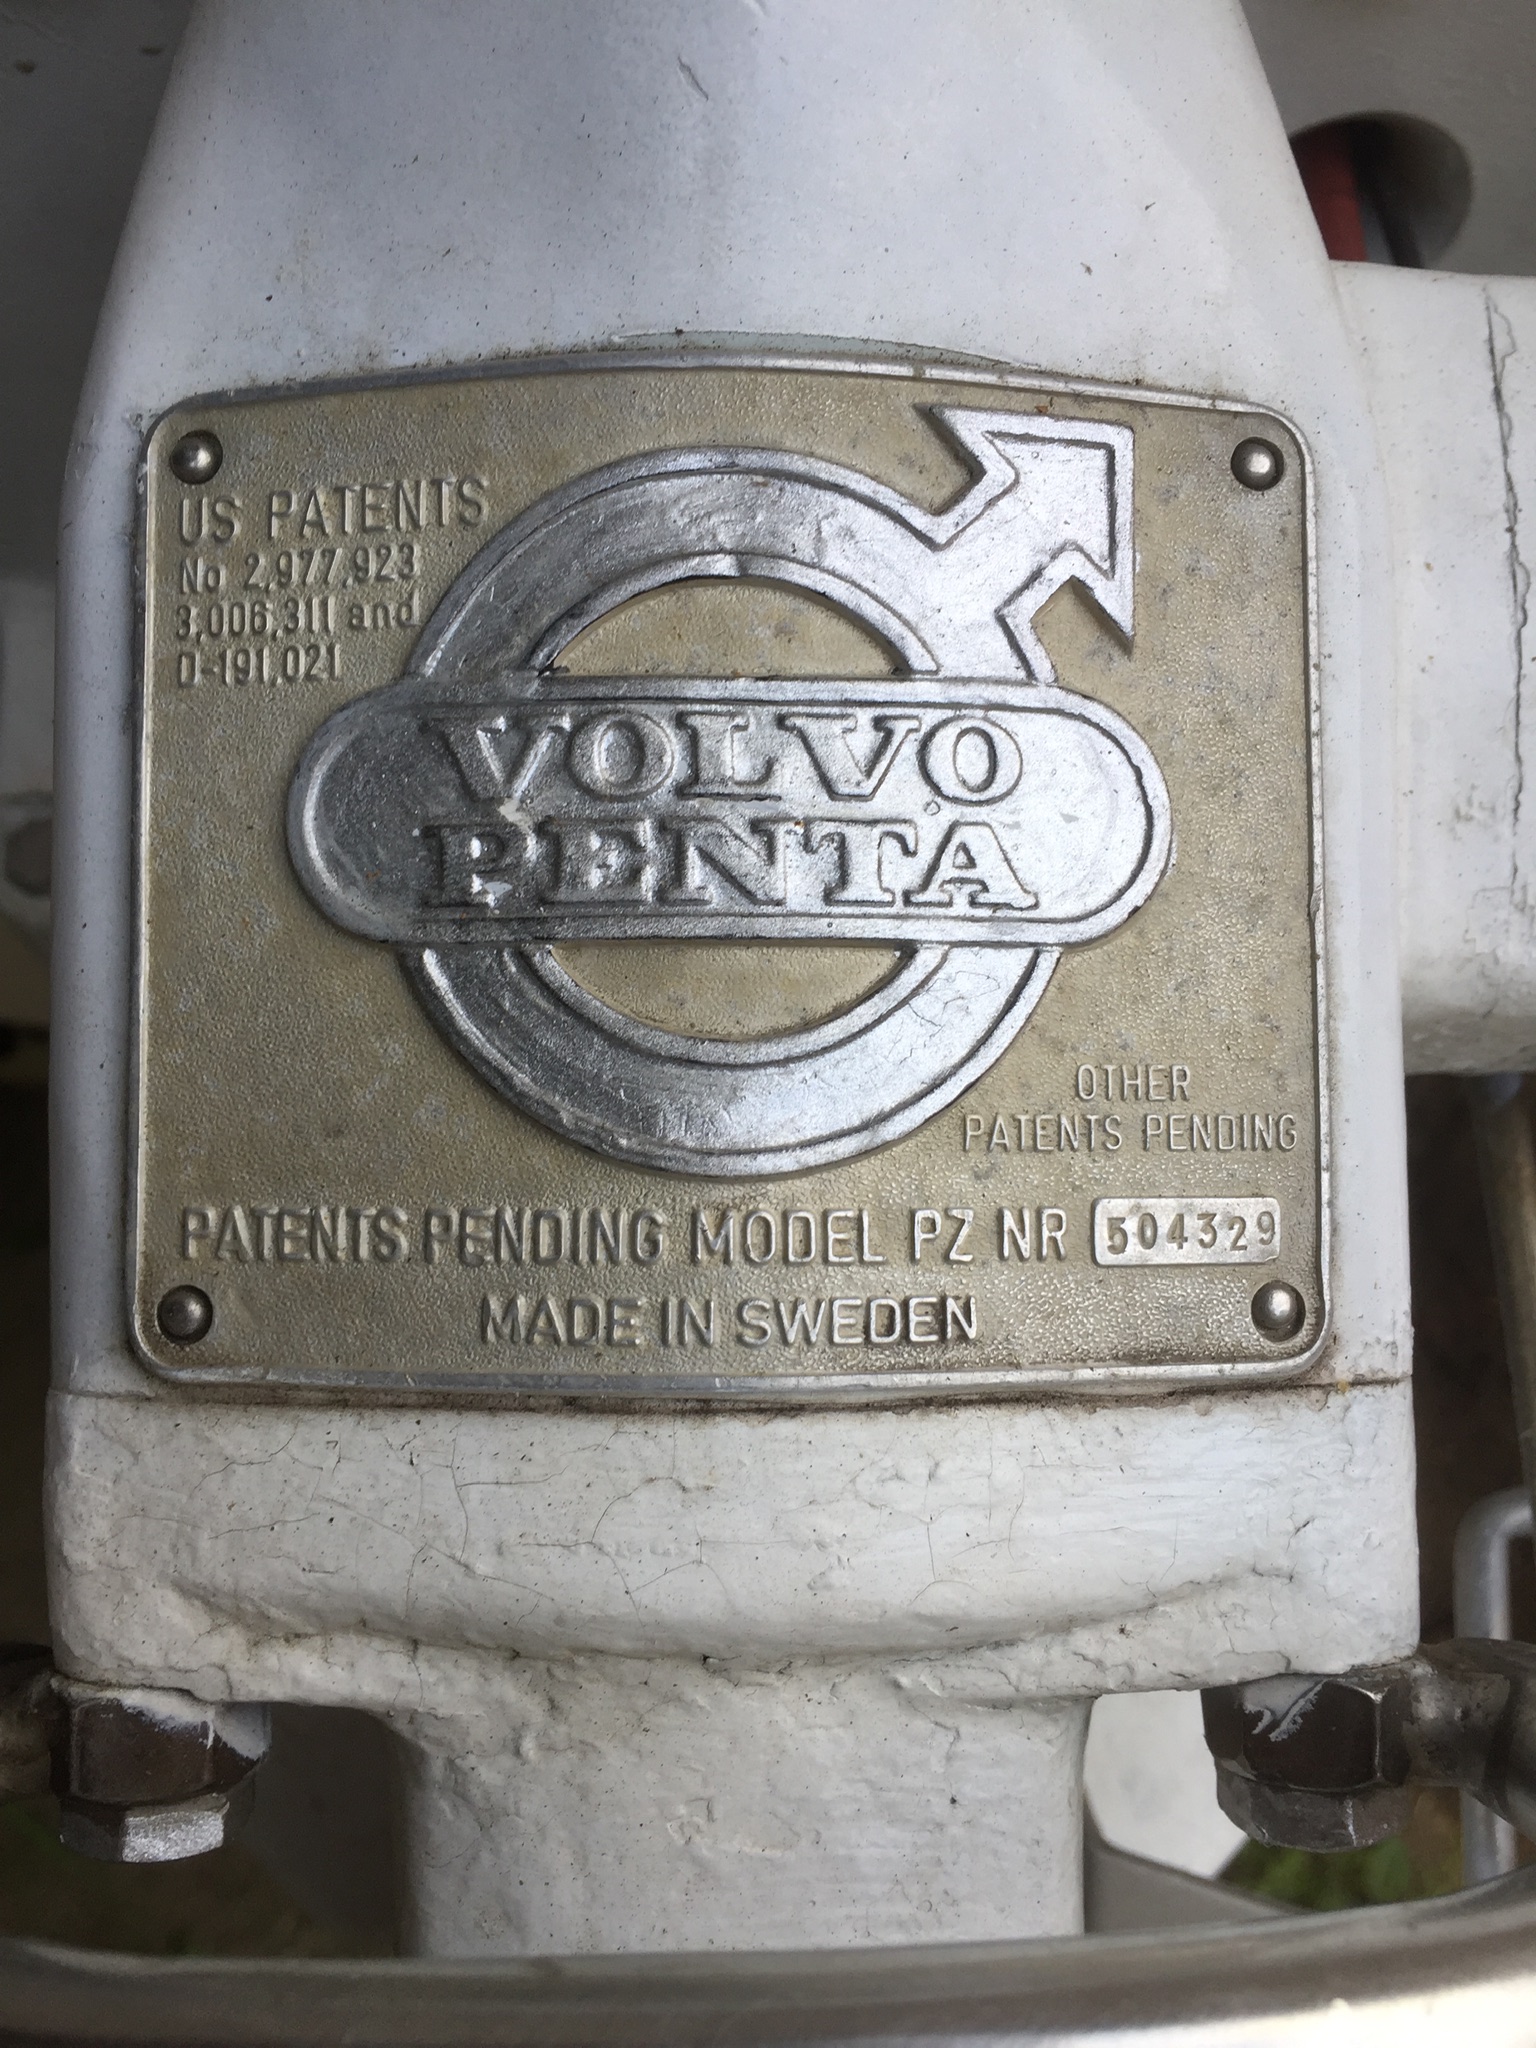 US PATENTS
No 2,977,923
3,006,311 and
D-191,021
VOLVO
PENTA
OTHER
PATENTS PENDING
PATENTS PENDING MODEL PZ NR 504329
MADE IN SWEDEN